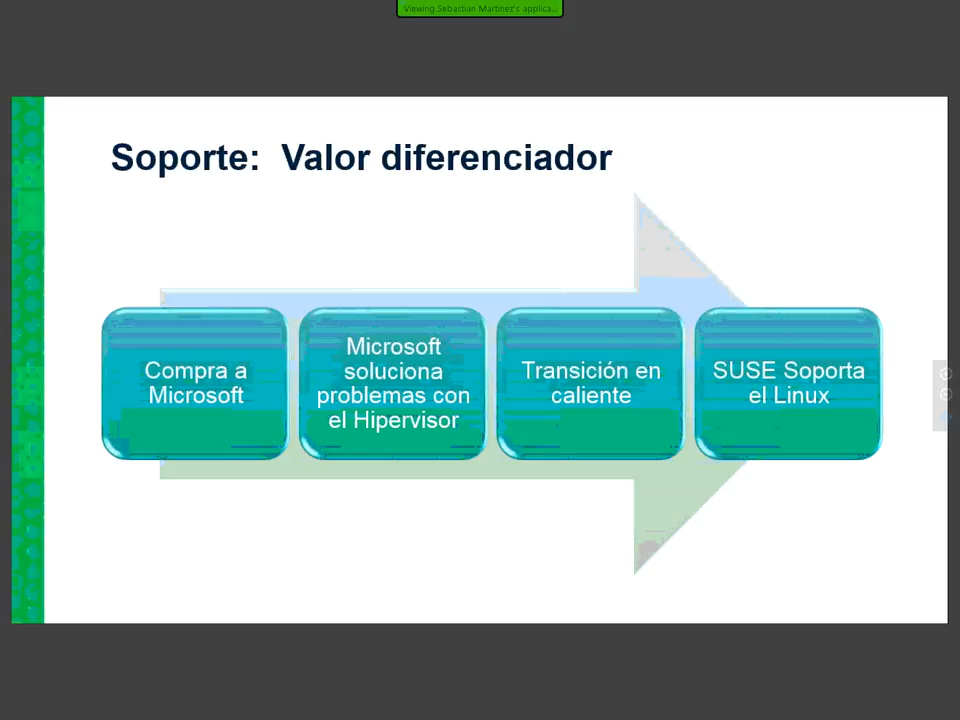 Viewing Sebastian Martinez's applica...
Soporte: Valor diferenciador
Compra a
Microsoft
Microsoft
soluciona
problemas con
el Hipervisor
Transición en
caliente
SUSE Soporta
el Linux